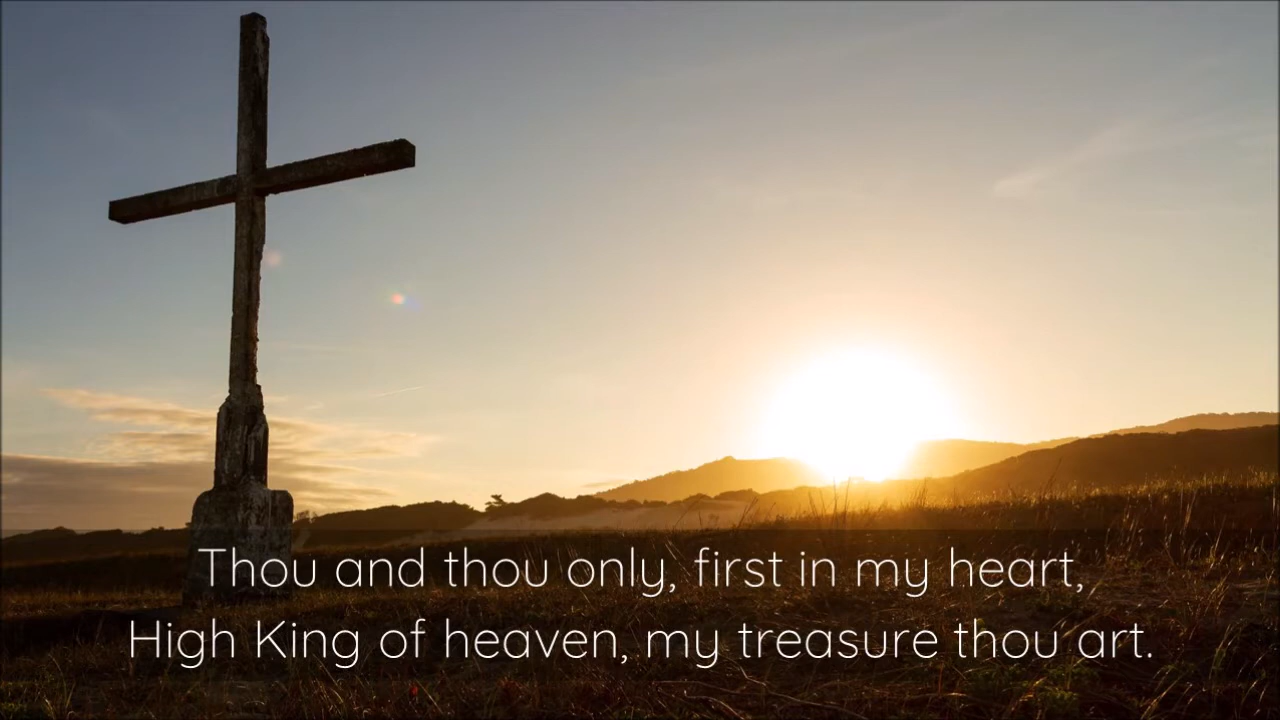 Thou and thou only, first in my heart,
High King of heaven, my treasure thou art.